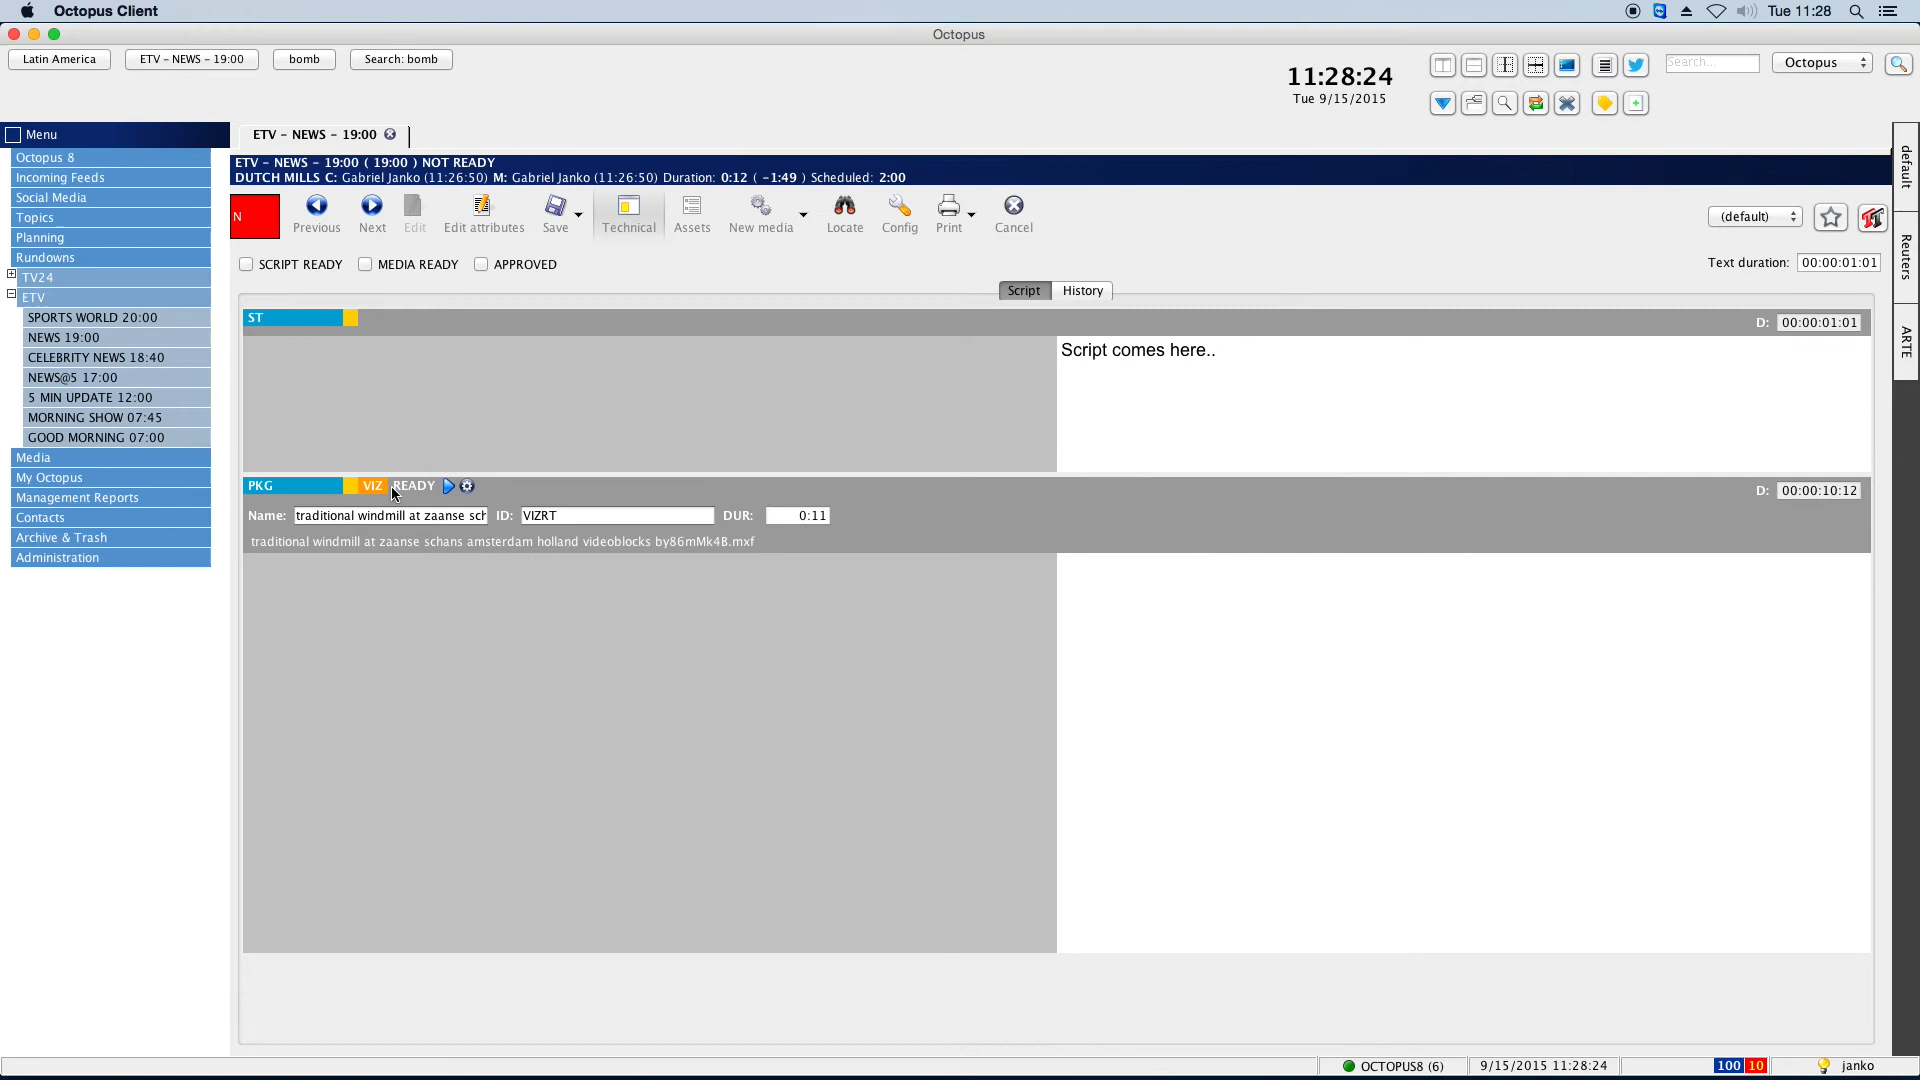 Octopus Client
Tue 11:28
Octopus
Latin America
ETV - NEWS - 19:00
bomb
Search: bomb
11:28:24
Tue 9/15/2015
Search...
Octopus
Menu
Octopus 8
Incoming Feeds
Social Media
Topics
Planning
Rundowns
TV24
ETV
SPORTS WORLD 20:00
NEWS 19:00
CELEBRITY NEWS 18:40
NEWS@5 17:00
5 MIN UPDATE 12:00
MORNING SHOW 07:45
GOOD MORNING 07:00
Media
My Octopus
Management Reports
Contacts
Archive & Trash
Administration
ETV - NEWS - 19:00
ETV - NEWS - 19:00 ( 19:00 ) NOT READY
DUTCH MILLS C: Gabriel Janko (11:26:50) M: Gabriel Janko (11:26:50) Duration: 0:12 ( -1:49 ) Scheduled: 2:00
N
Previous
Next
Edit
Edit attributes
Save
Technical
Assets
New media
Locate
Config
Print
Cancel
(default)
SCRIPT READY
MEDIA READY
APPROVED
Text duration: 00:00:01:01
Script
History
ST
D: 00:00:01:01
Script comes here..
PKG
VIZ
READY
D: 00:00:10:12
Name: traditional windmill at zaanse sch
ID: VIZRT
DUR: 0:11
traditional windmill at zaanse schans amsterdam holland videoblocks by86mMk4B.mxf
default
Reuters
ARTE
OCTOPUS8 (6)
9/15/2015 11:28:24
100
10
janko